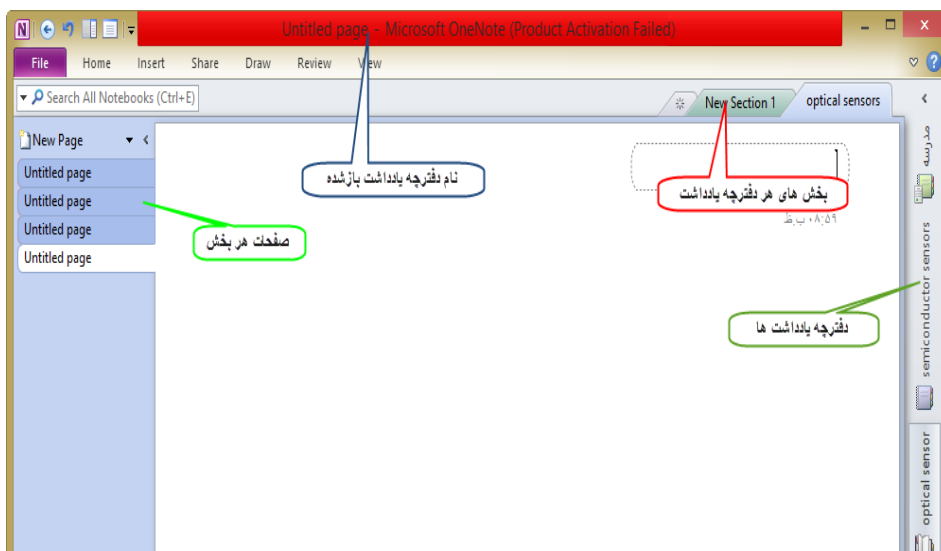 Untitled page - Microsoft OneNote (Product Activation Failed)
File Home Insert Share Draw Review View
Search All Notebooks (Ctrl+E)
New Section 1
optical sensors
New Page
Untitled page
Untitled page
Untitled page
Untitled page
نام دفترچه یادداشت بازشده
بخش های هر دفترچه یادداشت
۰۸:۵۹ ب.ظ
صفحات هر بخش
دفترچه یادداشت ها
مدرسه
semiconductor sensors
optical sensor